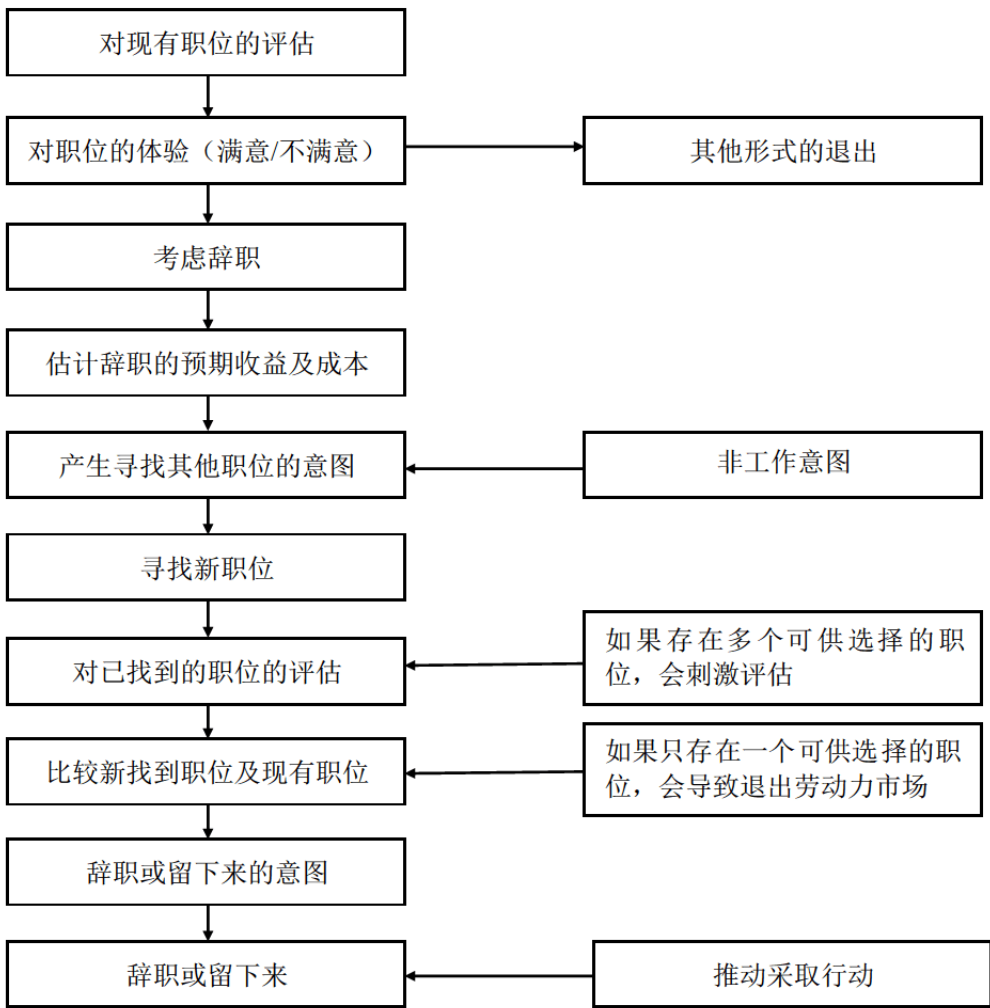 对现有职位的评估
对职位的体验（满意/不满意）
其他形式的退出
考虑辞职
估计辞职的预期收益及成本
产生寻找其他职位的意图
非工作意图
寻找新职位
对已找到的职位的评估
如果存在多个可供选择的职
位，会刺激评估
比较新找到职位及现有职位
如果只存在一个可供选择的职
位，会导致退出劳动力市场
辞职或留下来的意图
辞职或留下来
推动采取行动